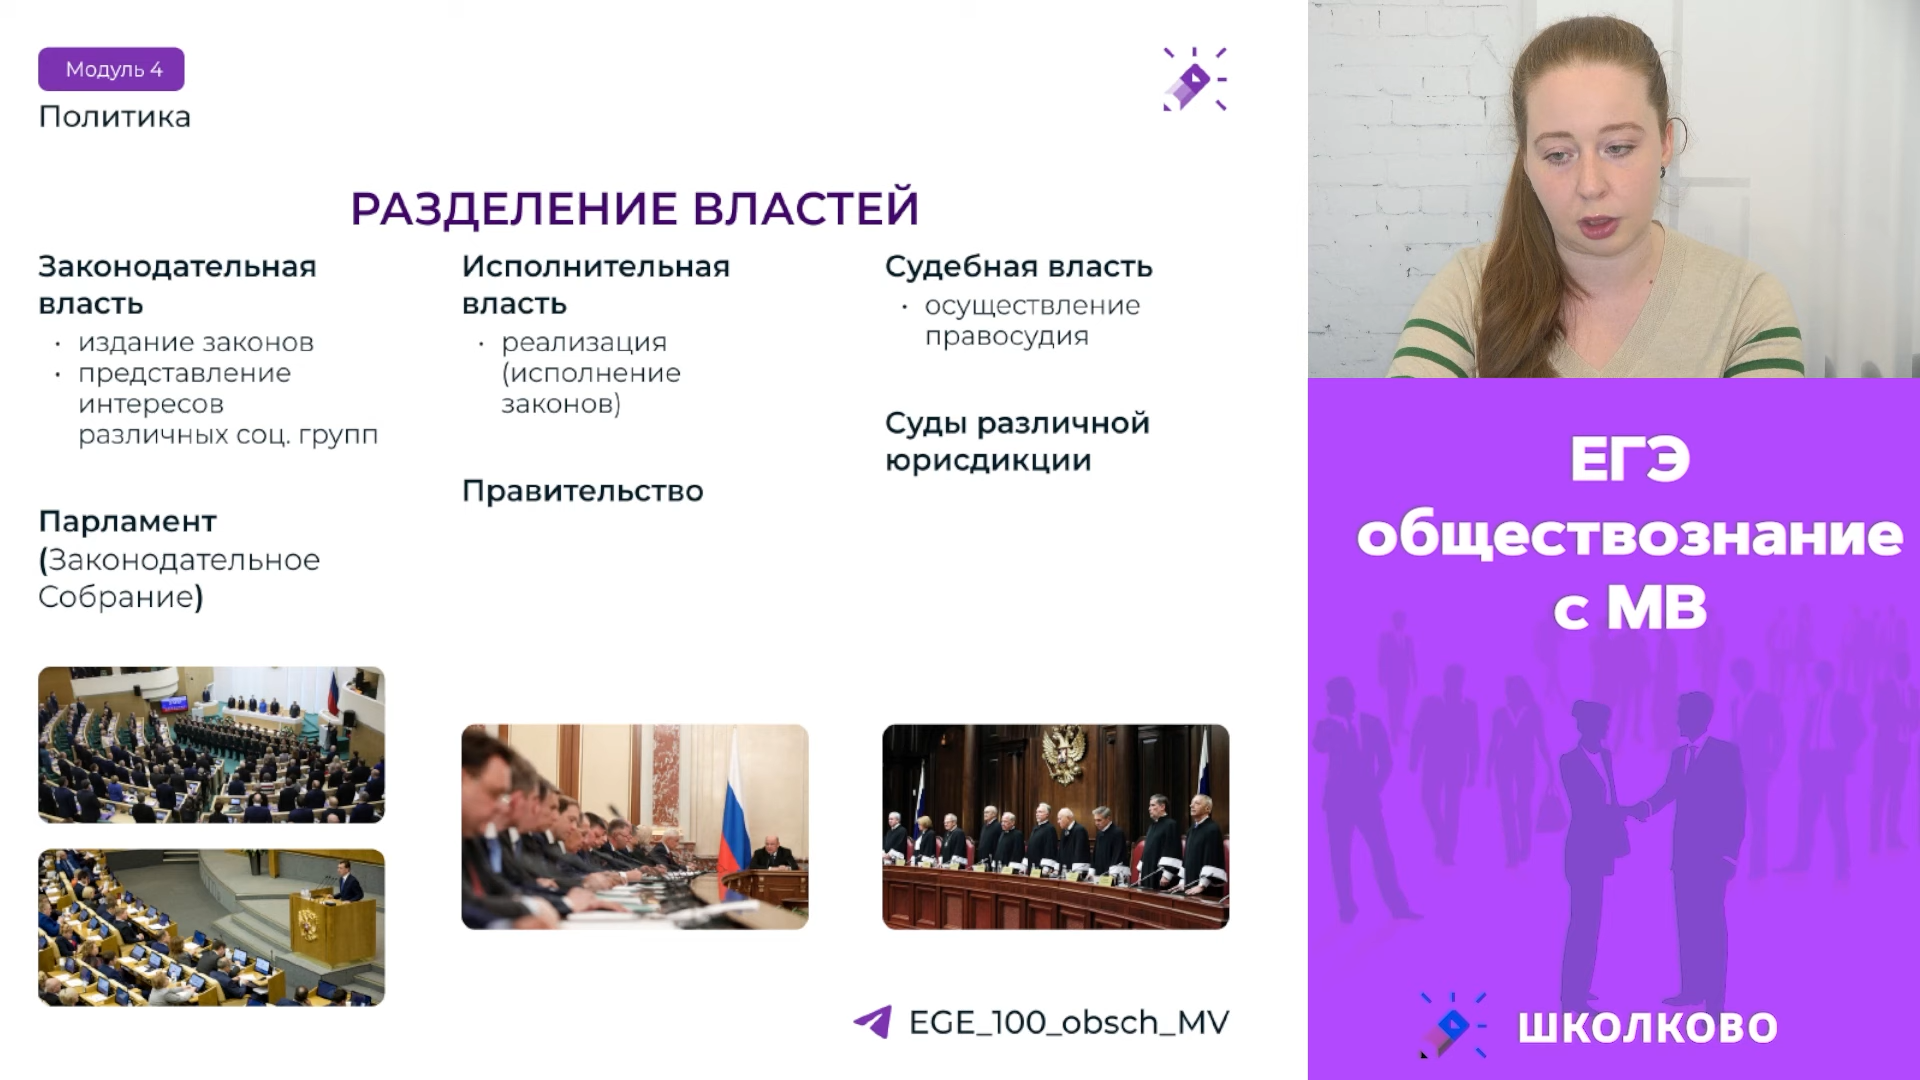 Модуль 4
Политика
РАЗДЕЛЕНИЕ ВЛАСТЕЙ
Законодательная
власть
• издание законов
• представление
интересов
различных соц. групп
Парламент
(Законодательное
Собрание)
Исполнительная
власть
• реализация
(исполнение
законов)
Правительство
Судебная власть
• осуществление
правосудия
Суды различной
юрисдикции
EGE_100_obsch_MV
ЕГЭ
обществознание
с МВ
ШКОЛКОВО